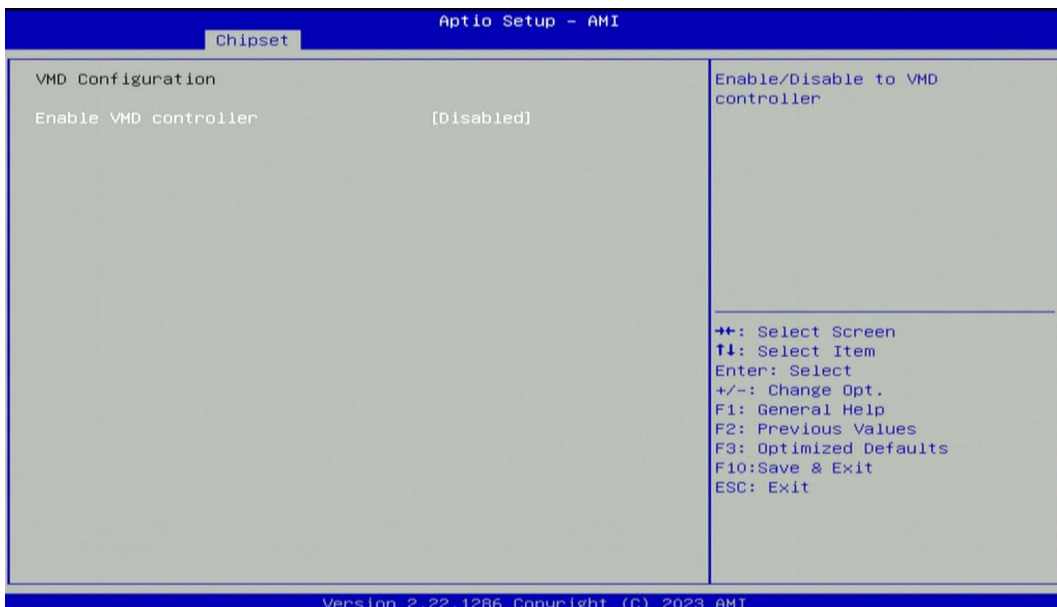 Aptio Setup – AMI
Chipset
VMD Configuration
Enable VMD controller [Disabled]
Enable/Disable to VMD
controller
→←: Select Screen
↑↓: Select Item
Enter: Select
+/-: Change Opt.
F1: General Help
F2: Previous Values
F3: Optimized Defaults
F10:Save & Exit
ESC: Exit
Version 2.22.1286 Copyright (C) 2023 AMI